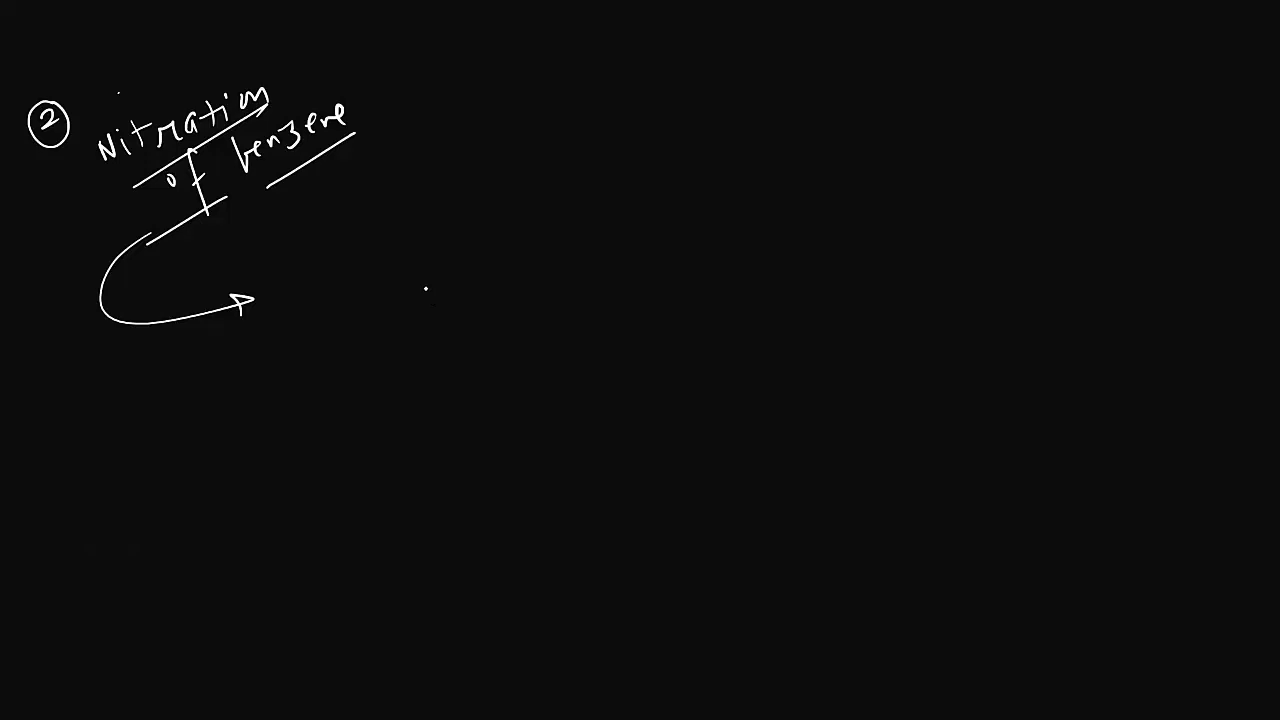 ② Nitration
of benzene